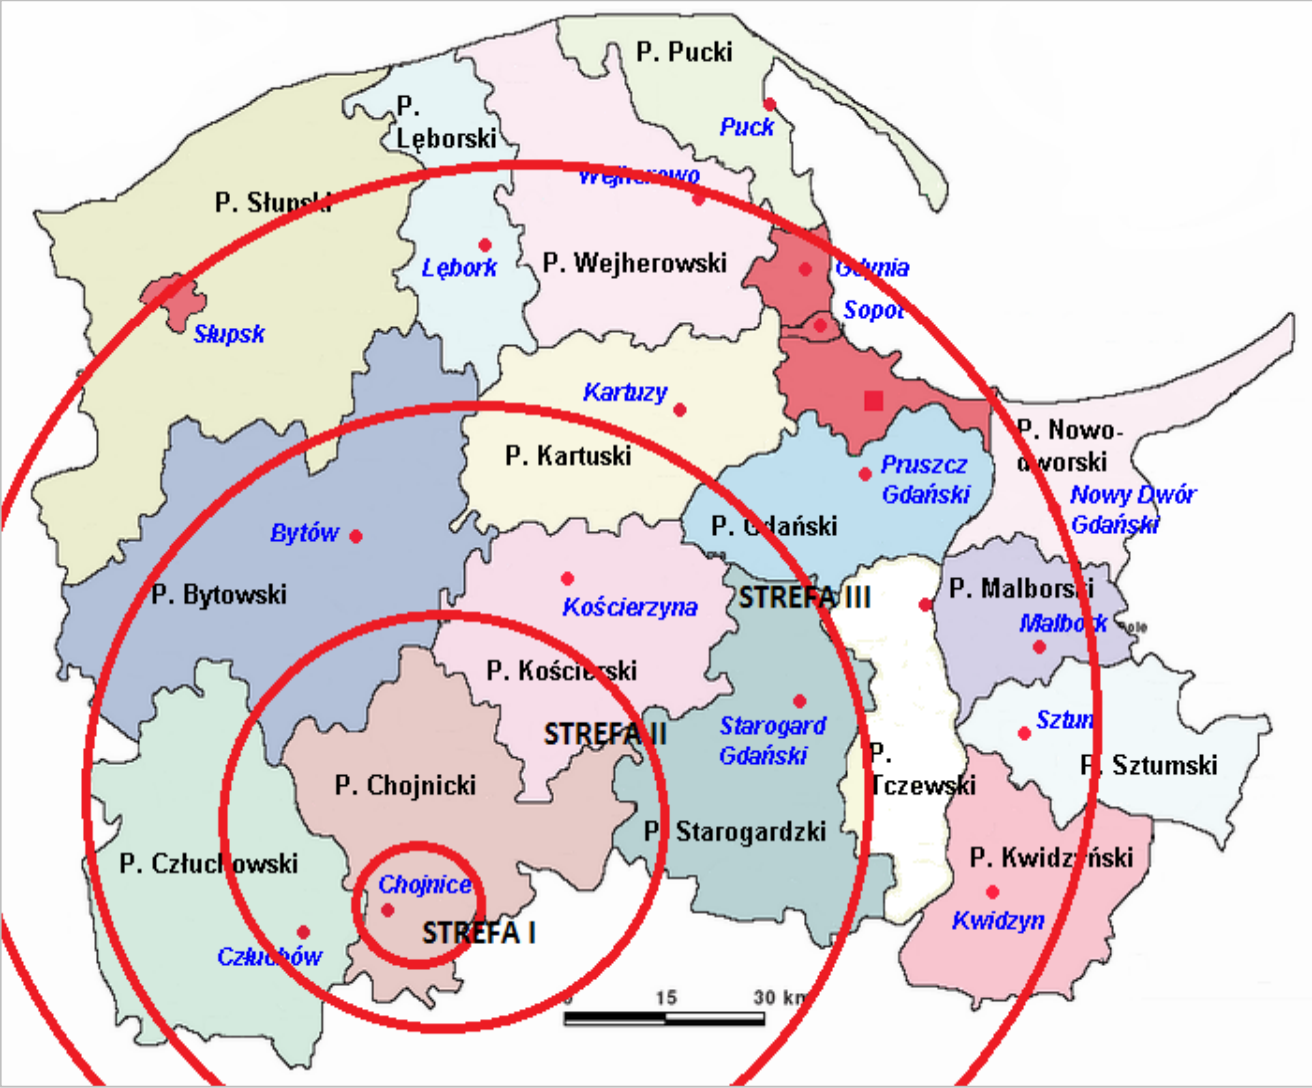 P. Pucki
P.
Lęborski
Puck
Wejherowo
P. Słupski
Lębork
P. Wejherowski
Gdynia
Sopot
Słupsk
Kartuzy
P. Kartuski
P. Nowo-
dworski
Pruszcz
Gdański
Nowy Dwór
Gdański
Bytów
P. Gdański
P. Bytowski
Kościerzyna
STREFA III
P. Malborski
Malbork
Pole
P. Kościerski
STREFA II
Starogard
Gdański
Sztum
P. Chojnicki
P.
Tczewski
P. Sztumski
P. Starogardzki
P. Człuchowski
P. Kwidzyński
Chojnice
STREFA I
Kwidzyn
Człuchów
0 15 30 km